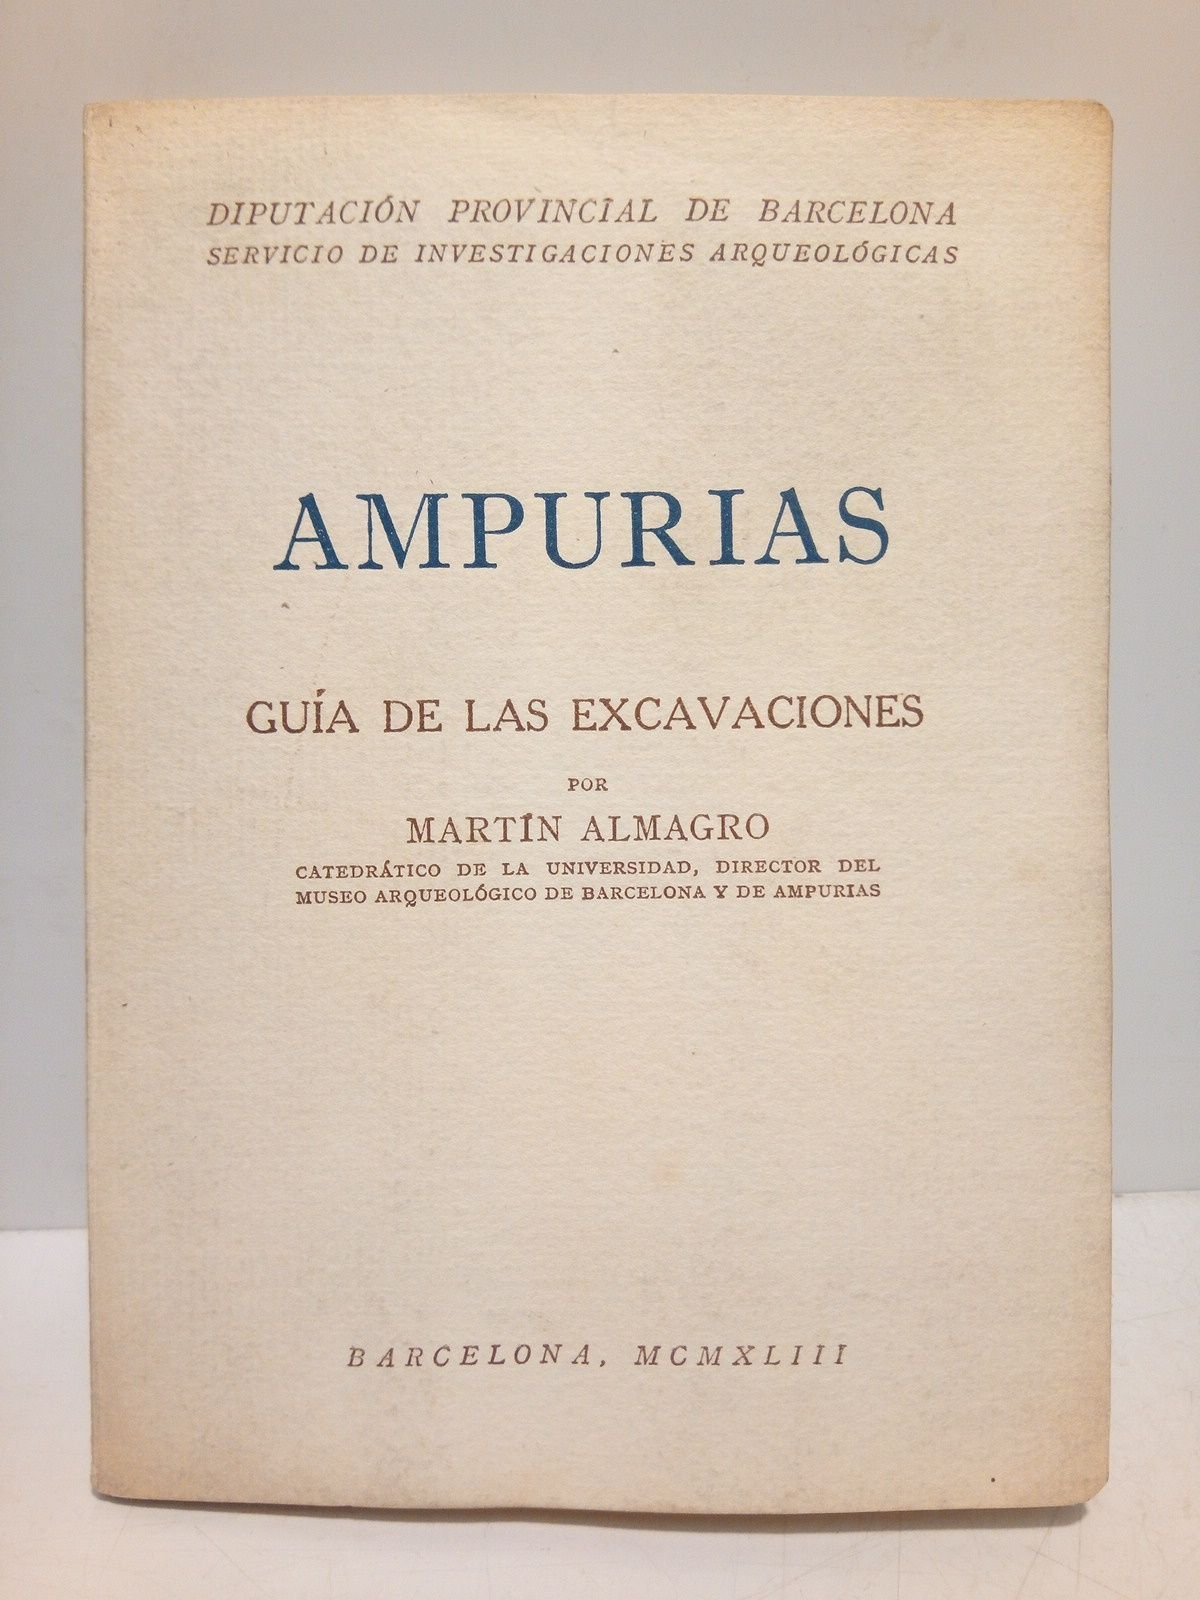 DIPUTACIÓN PROVINCIAL DE BARCELONA
SERVICIO DE INVESTIGACIONES ARQUEOLÓGICAS
AMPURIAS
GUÍA DE LAS EXCAVACIONES
POR
MARTÍN ALMAGRO
CATEDRÁTICO DE LA UNIVERSIDAD, DIRECTOR DEL
MUSEO ARQUEOLÓGICO DE BARCELONA Y DE AMPURIAS
BARCELONA, MCMXLIII